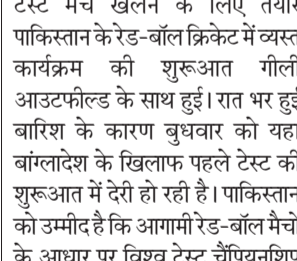 टेस्ट मैच खेलने के लिए तैयार
पाकिस्तान के रेड-बॉल क्रिकेट में व्यस्त
कार्यक्रम की शुरूआत गीली
आउटफील्ड के साथ हुई। रात भर हुई
बारिश के कारण बुधवार को यहा
बांग्लादेश के खिलाफ पहले टेस्ट की
शुरूआत में देरी हो रही है। पाकिस्तान
को उम्मीद है कि आगामी रेड-बॉल मैचो
के आधार पर विश्व टेस्ट चैंपियनशिप